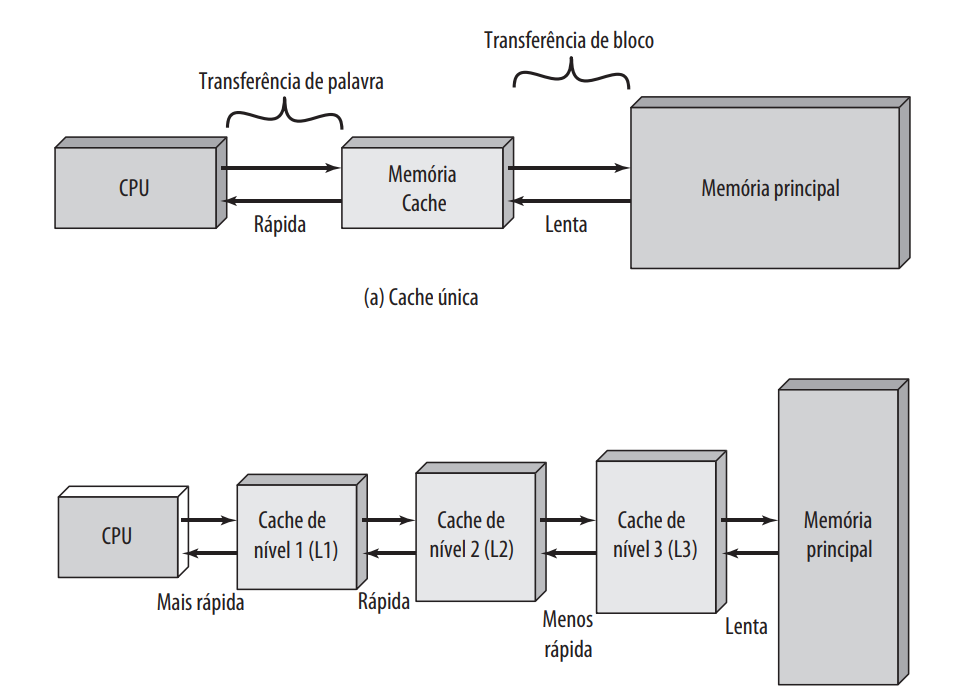 Transferência de bloco
Transferência de palavra
CPU
Memória
Cache
Memória principal
Rápida
Lenta
(a) Cache única
CPU
Cache de
nível 1 (L1)
Cache de
nível 2 (L2)
Cache de
nível 3 (L3)
Memória
principal
Mais rápida
Rápida
Menos
rápida
Lenta